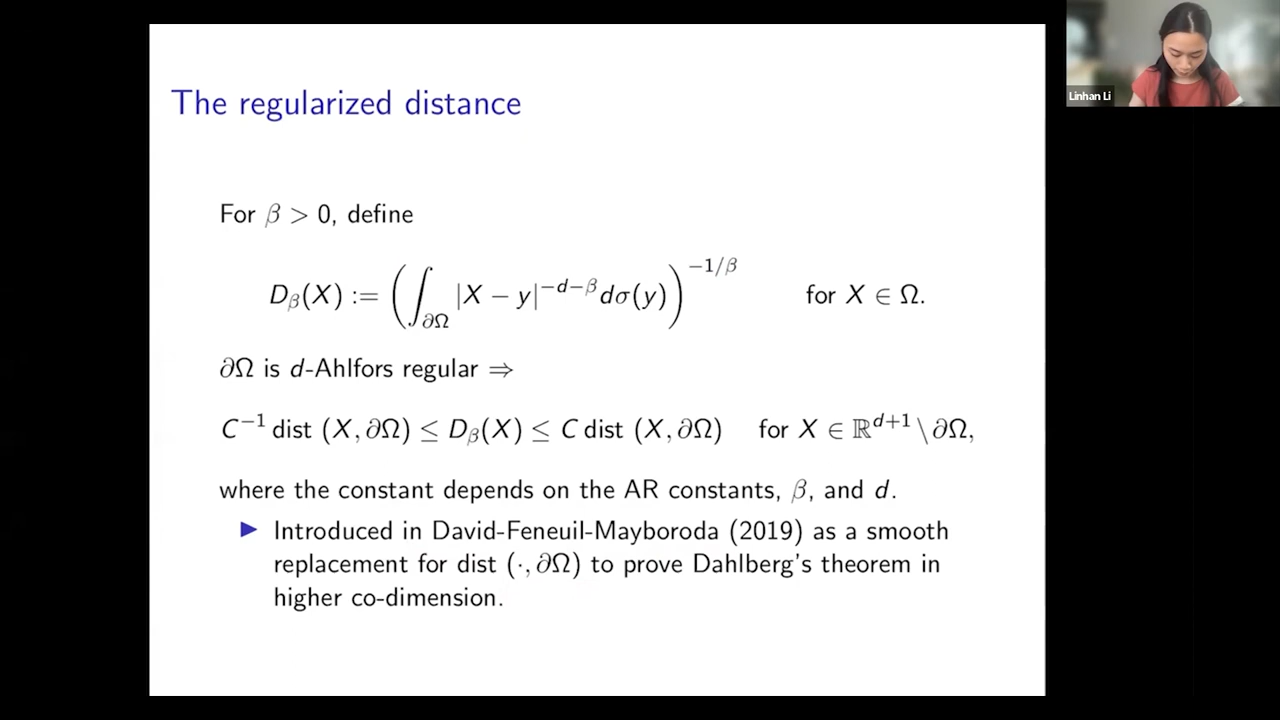 The regularized distance
For β > 0, define
D_β(X) := (∫_{∂Ω} |X − y|^{−d−β} dσ(y))^{−1/β} for X ∈ Ω.
∂Ω is d-Ahlfors regular ⇒
C^{−1} dist (X, ∂Ω) ≤ D_β(X) ≤ C dist (X, ∂Ω) for X ∈ ℝ^{d+1} \ ∂Ω,
where the constant depends on the AR constants, β, and d.
▶ Introduced in David-Feneuil-Mayboroda (2019) as a smooth
replacement for dist (·, ∂Ω) to prove Dahlberg's theorem in
higher co-dimension.
Linhan Li